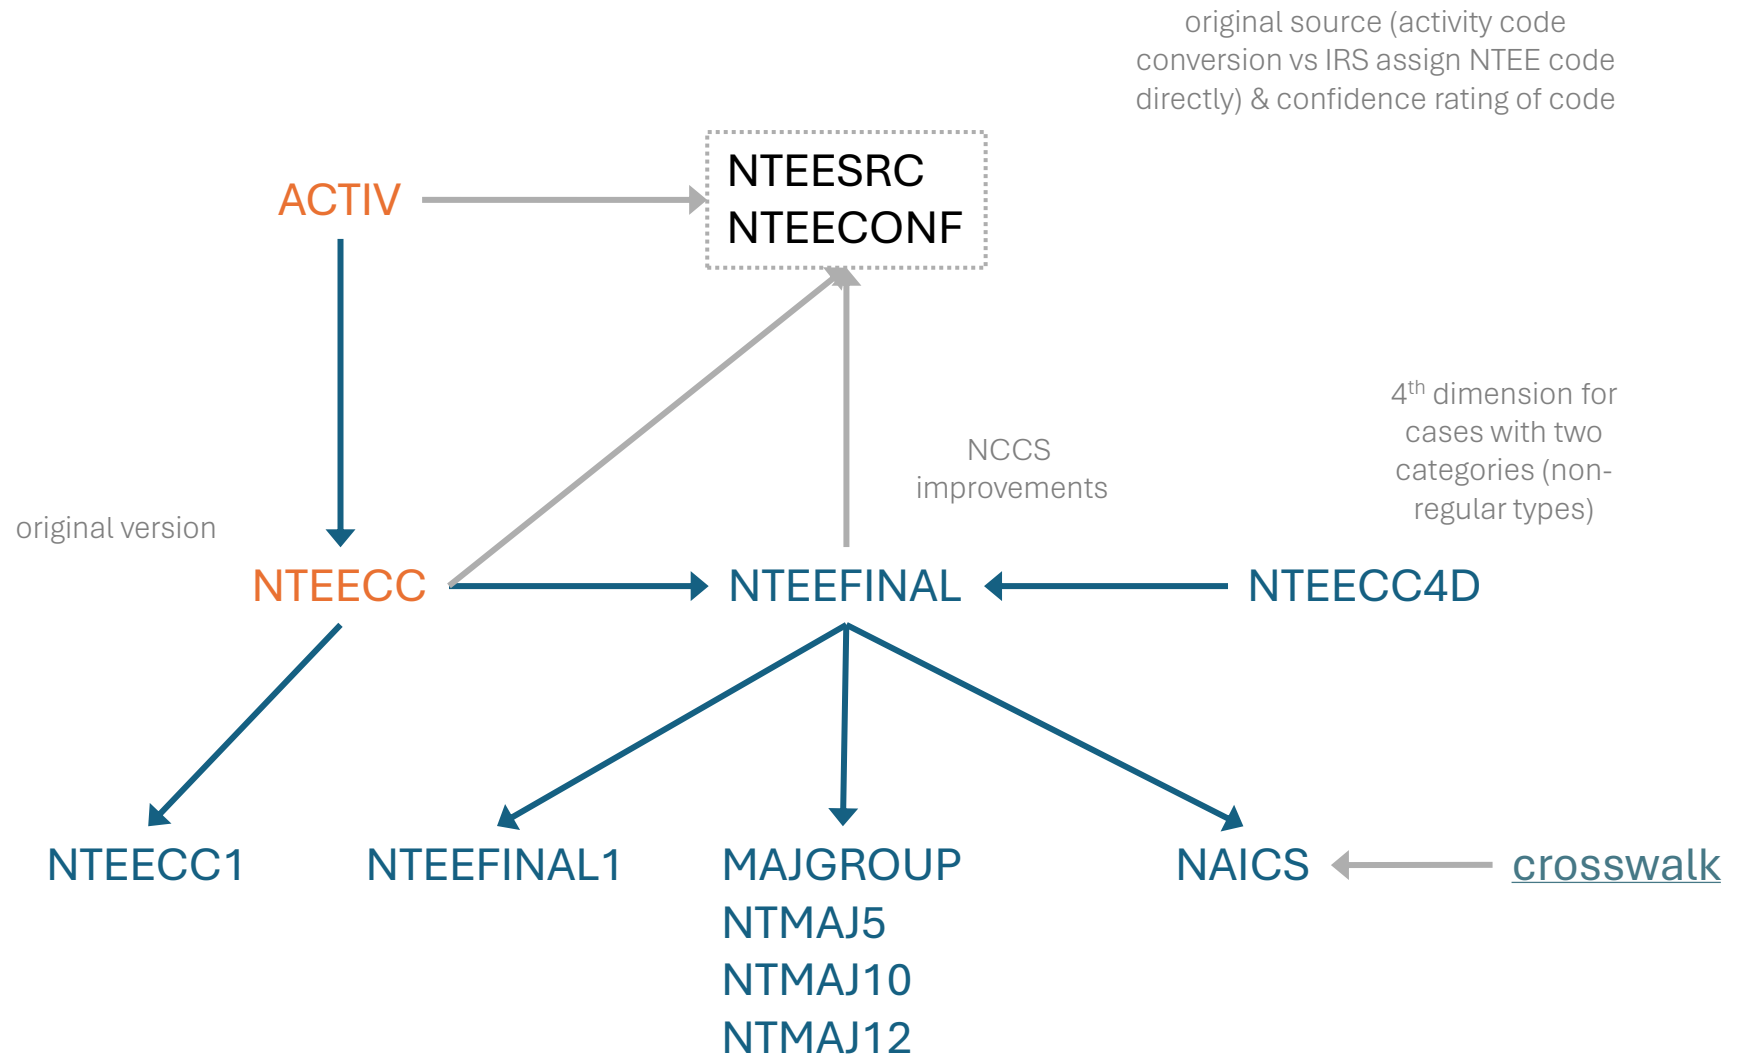 original source (activity code
conversion vs IRS assign NTEE code
directly) & confidence rating of code
NTEESRC
NTEECONF
ACTIV
4th dimension for
cases with two
categories (non-
regular types)
NCCS
improvements
original version
NTEECC
NTEEFINAL
NTEECC4D
NTEECC1
NTEEFINAL1
MAJGROUP
NTMAJ5
NTMAJ10
NTMAJ12
NAICS
crosswalk